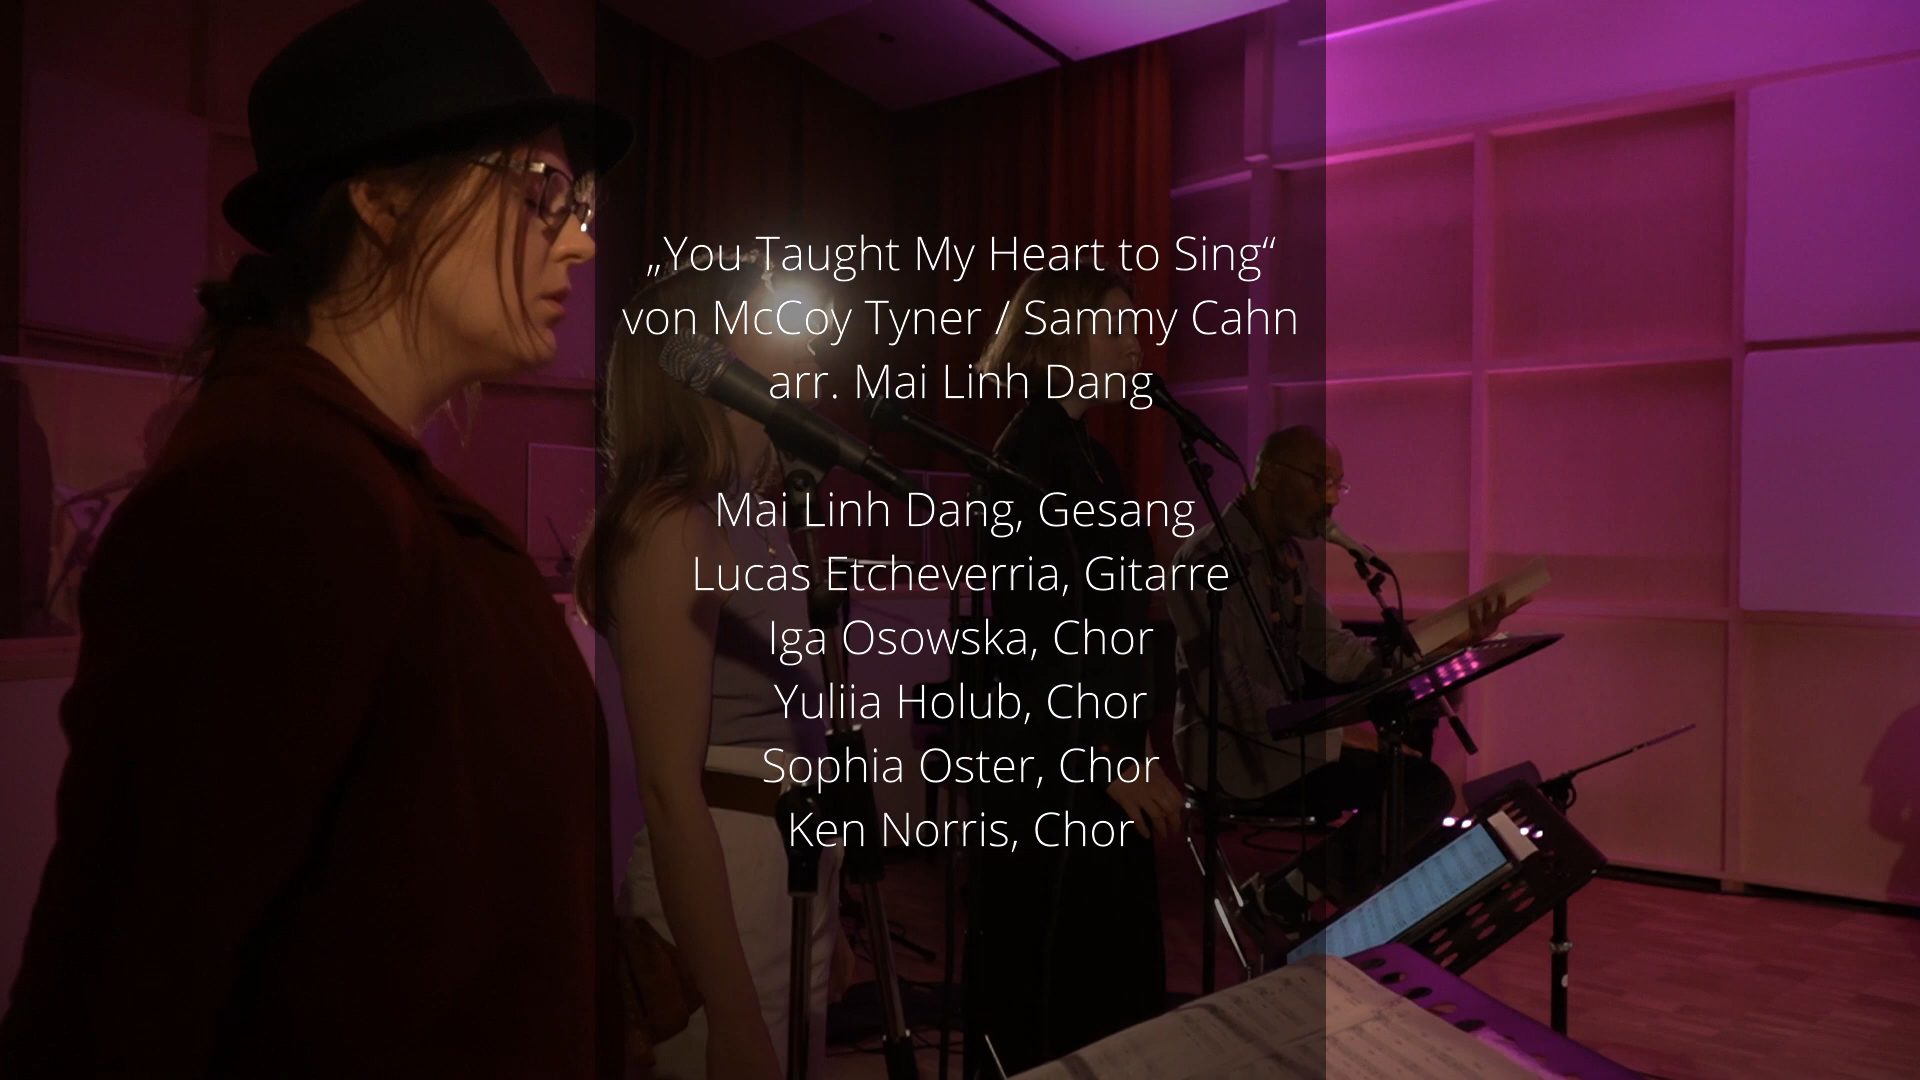 „You Taught My Heart to Sing“
von McCoy Tyner / Sammy Cahn
arr. Mai Linh Dang
Mai Linh Dang, Gesang
Lucas Etcheverria, Gitarre
Iga Osowska, Chor
Yuliia Holub, Chor
Sophia Oster, Chor
Ken Norris, Chor